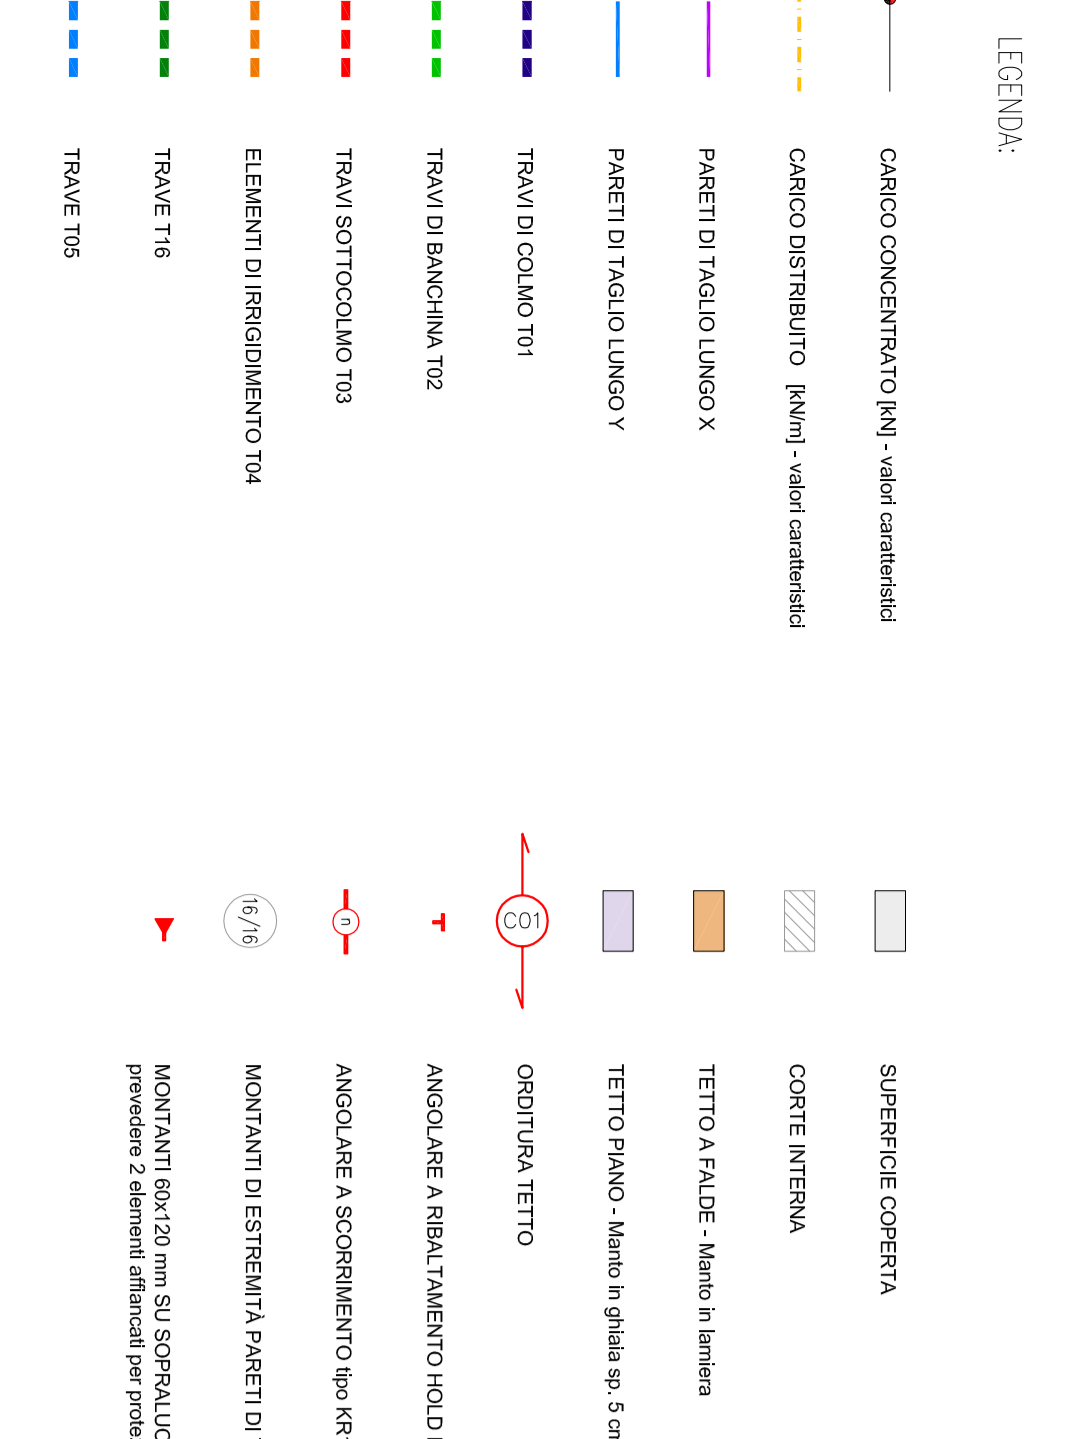 LEGENDA:
CARICO CONCENTRATO [kN] - valori caratteristici
CARICO DISTRIBUITO [kN/m] - valori caratteristici
PARETI DI TAGLIO LUNGO X
PARETI DI TAGLIO LUNGO Y
TRAVI DI COLMO T01
TRAVI DI BANCHINA T02
TRAVI SOTTOCOLMO T03
ELEMENTI DI IRRIGIDIMENTO T04
TRAVE T16
TRAVE T05
SUPERFICIE COPERTA
CORTE INTERNA
TETTO A FALDE - Manto in lamiera
TETTO PIANO - Manto in ghiaia sp. 5 cm
C01
ORDITURA TETTO
ANGOLARE A RIBALTAMENTO HOLD
n
ANGOLARE A SCORRIMENTO tipo
16/16
MONTANTI DI ESTREMITÀ PARETI DI
MONTANTI 60x120 mm SU
prevedere 2 elementi affiancati per